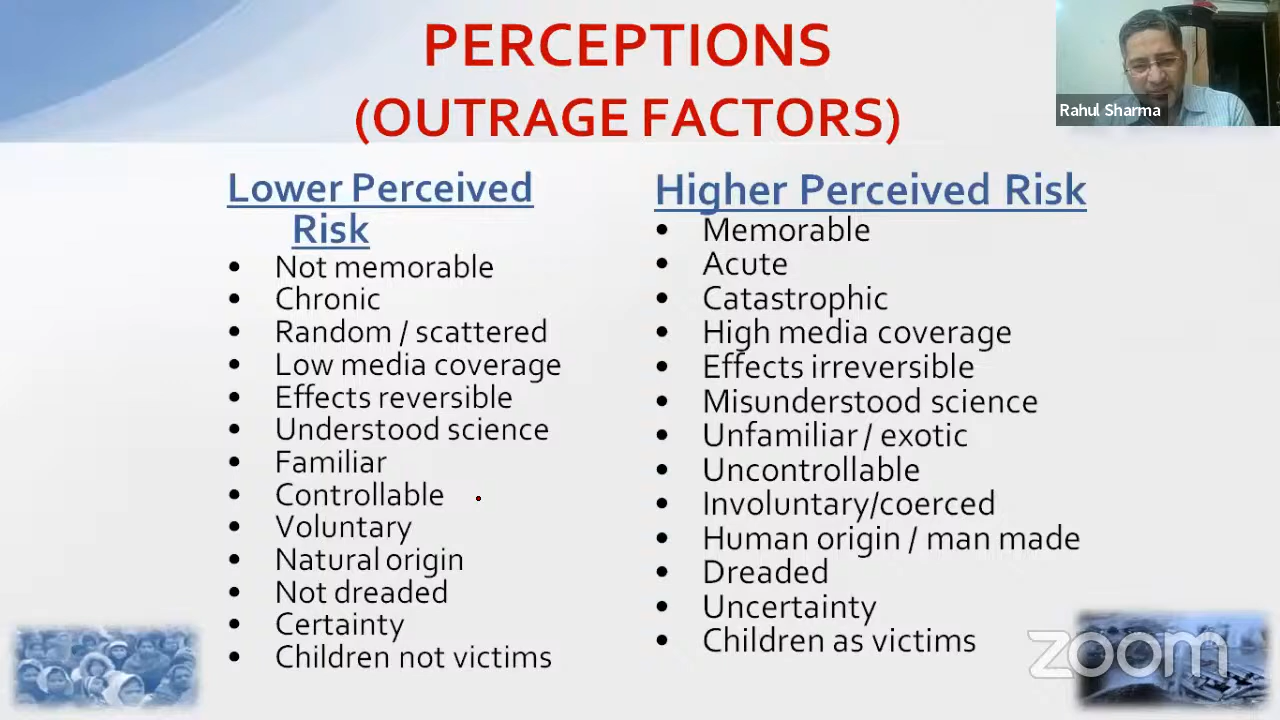 PERCEPTIONS
(OUTRAGE FACTORS)
Rahul Sharma
Lower Perceived
Risk
• Not memorable
• Chronic
• Random / scattered
• Low media coverage
• Effects reversible
• Understood science
• Familiar
• Controllable
• Voluntary
• Natural origin
• Not dreaded
• Certainty
• Children not victims
Higher Perceived Risk
• Memorable
• Acute
• Catastrophic
• High media coverage
• Effects irreversible
• Misunderstood science
• Unfamiliar / exotic
• Uncontrollable
• Involuntary/coerced
• Human origin / man made
• Dreaded
• Uncertainty
• Children as victims
zoom